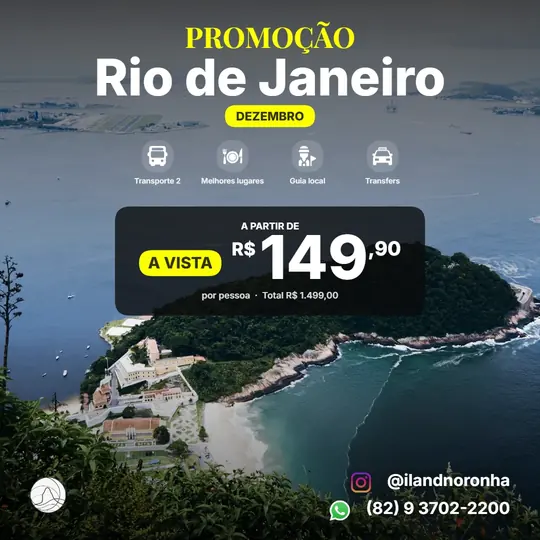 PROMOÇÃO
Rio de Janeiro
DEZEMBRO
Transporte 2
Melhores lugares
Guia local
Transfers
A PARTIR DE
A VISTA
R$149,90
por pessoa · Total R$ 1.499,00
@ilandnoronha
(82) 9 3702-2200